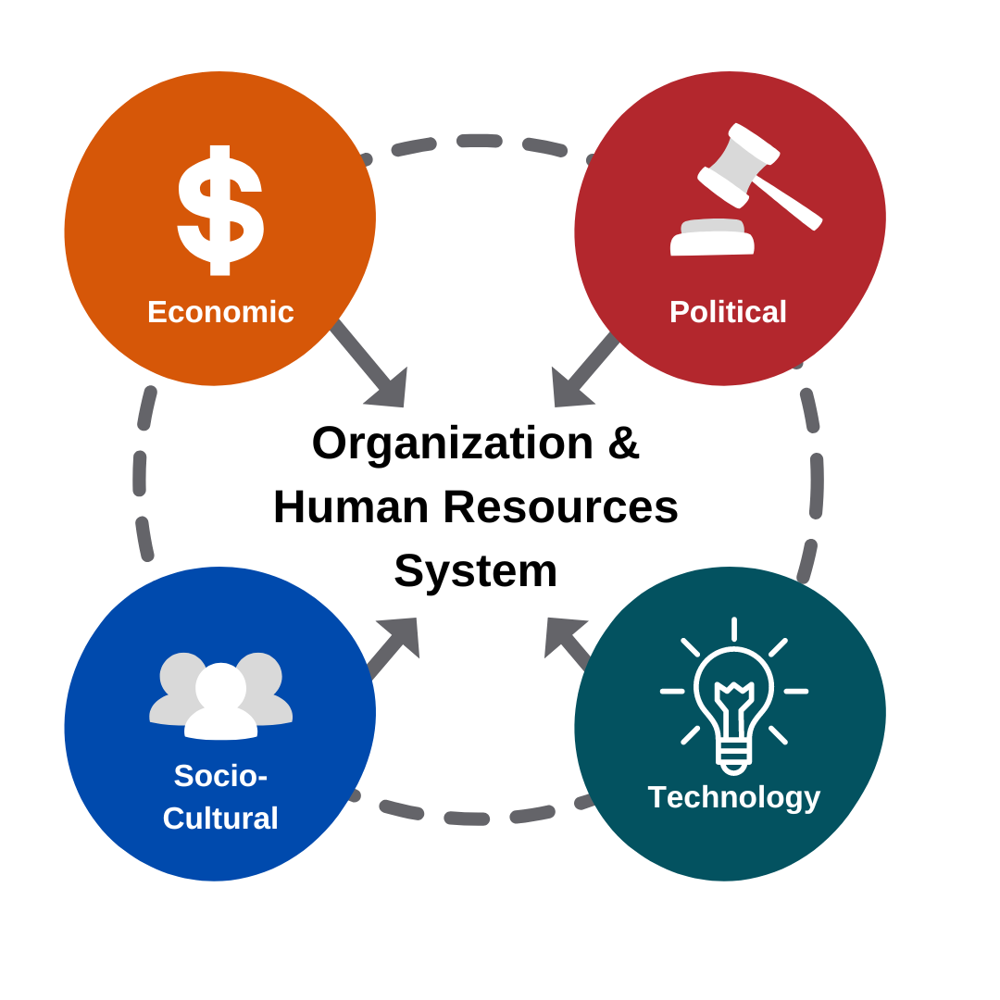 Economic
Political
Organization &
Human Resources
System
Socio-
Cultural
Technology